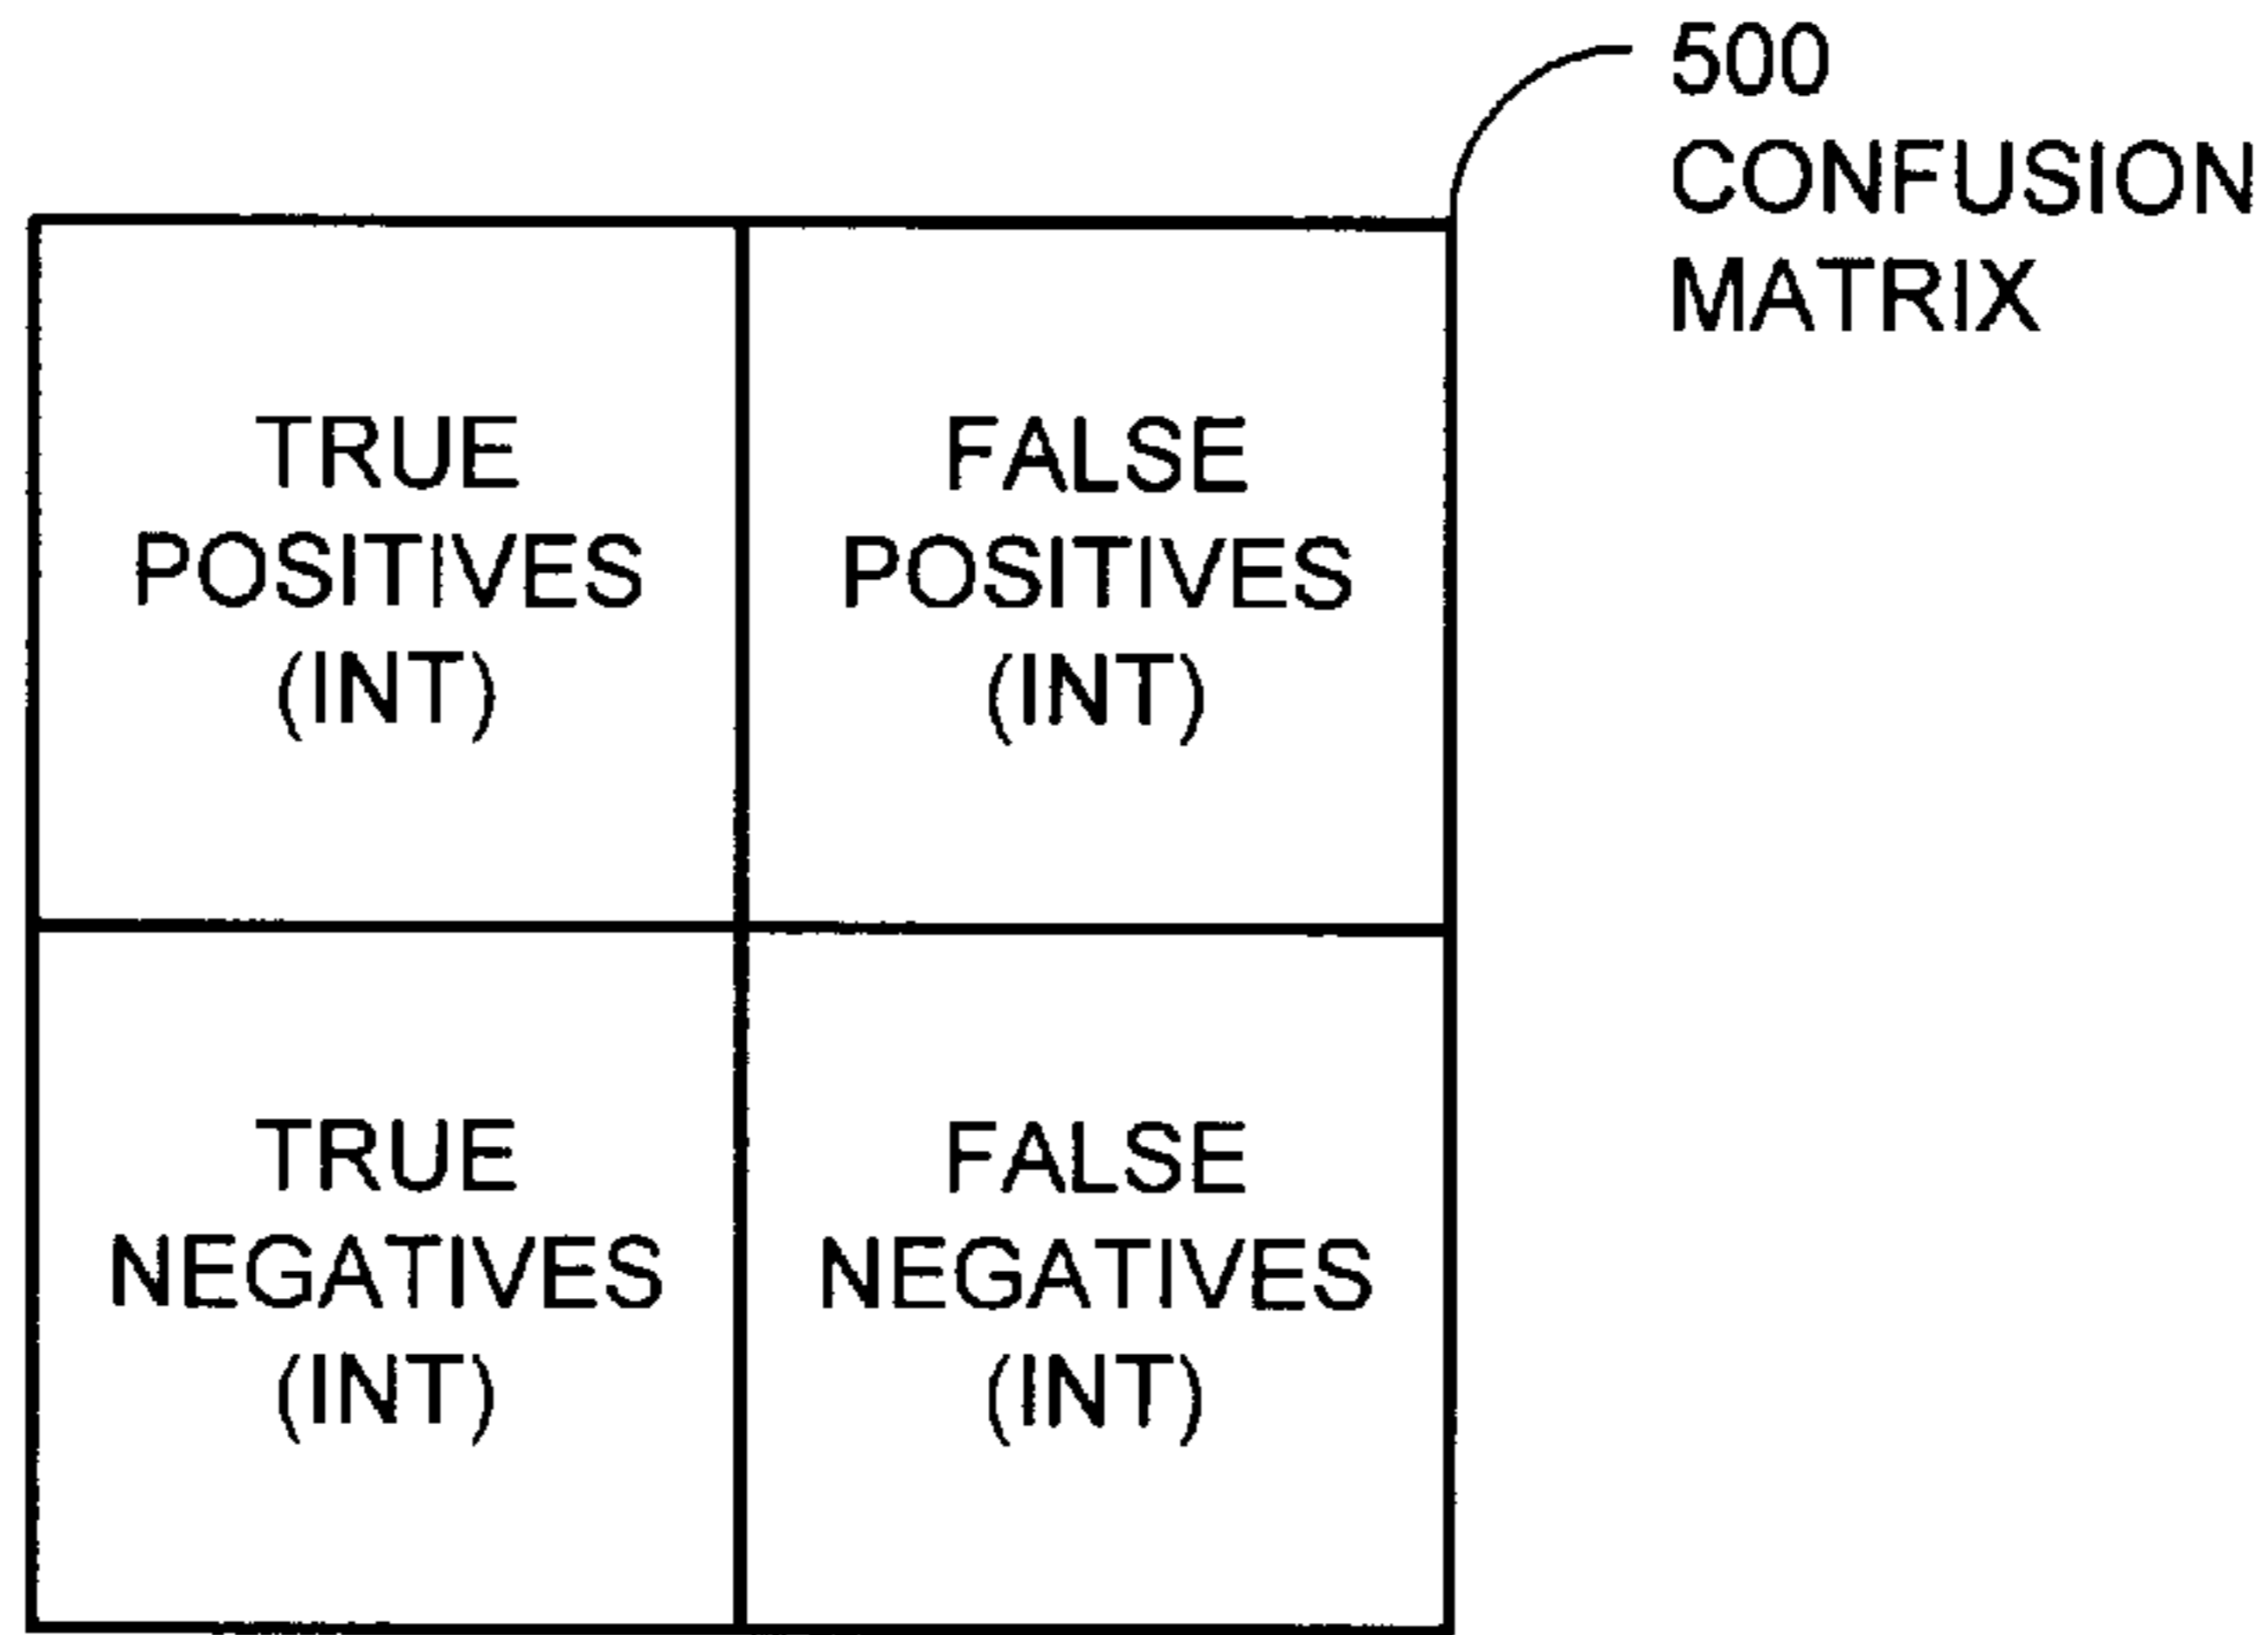 500
CONFUSION
MATRIX
TRUE
POSITIVES
(INT)
FALSE
POSITIVES
(INT)
TRUE
NEGATIVES
(INT)
FALSE
NEGATIVES
(INT)